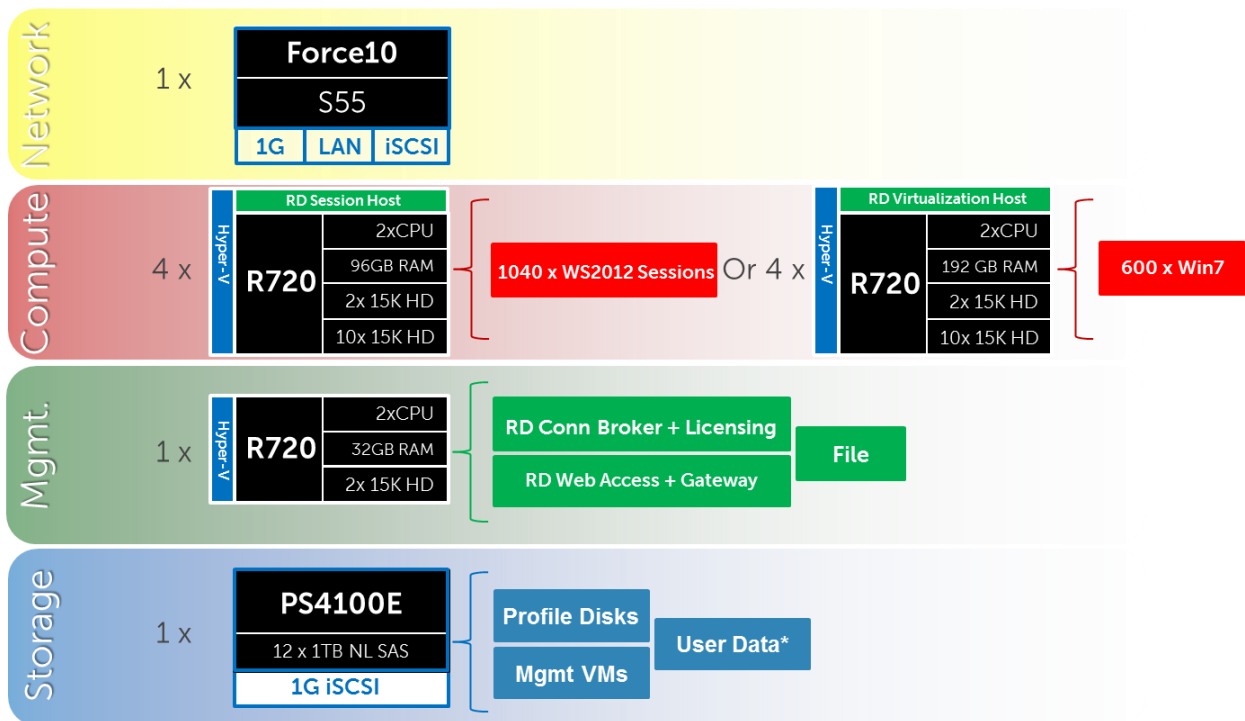 Network
1 x
Force10
S55
1G LAN iSCSI
Compute
4 x
Hyper-V
RD Session Host
R720
2xCPU
96GB RAM
2x 15K HD
10x 15K HD
1040 x WS2012 Sessions
Or 4 x
Hyper-V
RD Virtualization Host
R720
2xCPU
192 GB RAM
2x 15K HD
10x 15K HD
600 x Win7
Mgmt.
1 x
Hyper-V
R720
2xCPU
32GB RAM
2x 15K HD
RD Conn Broker + Licensing
RD Web Access + Gateway
File
Storage
1 x
PS4100E
12 x 1TB NL SAS
1G iSCSI
Profile Disks
Mgmt VMs
User Data*